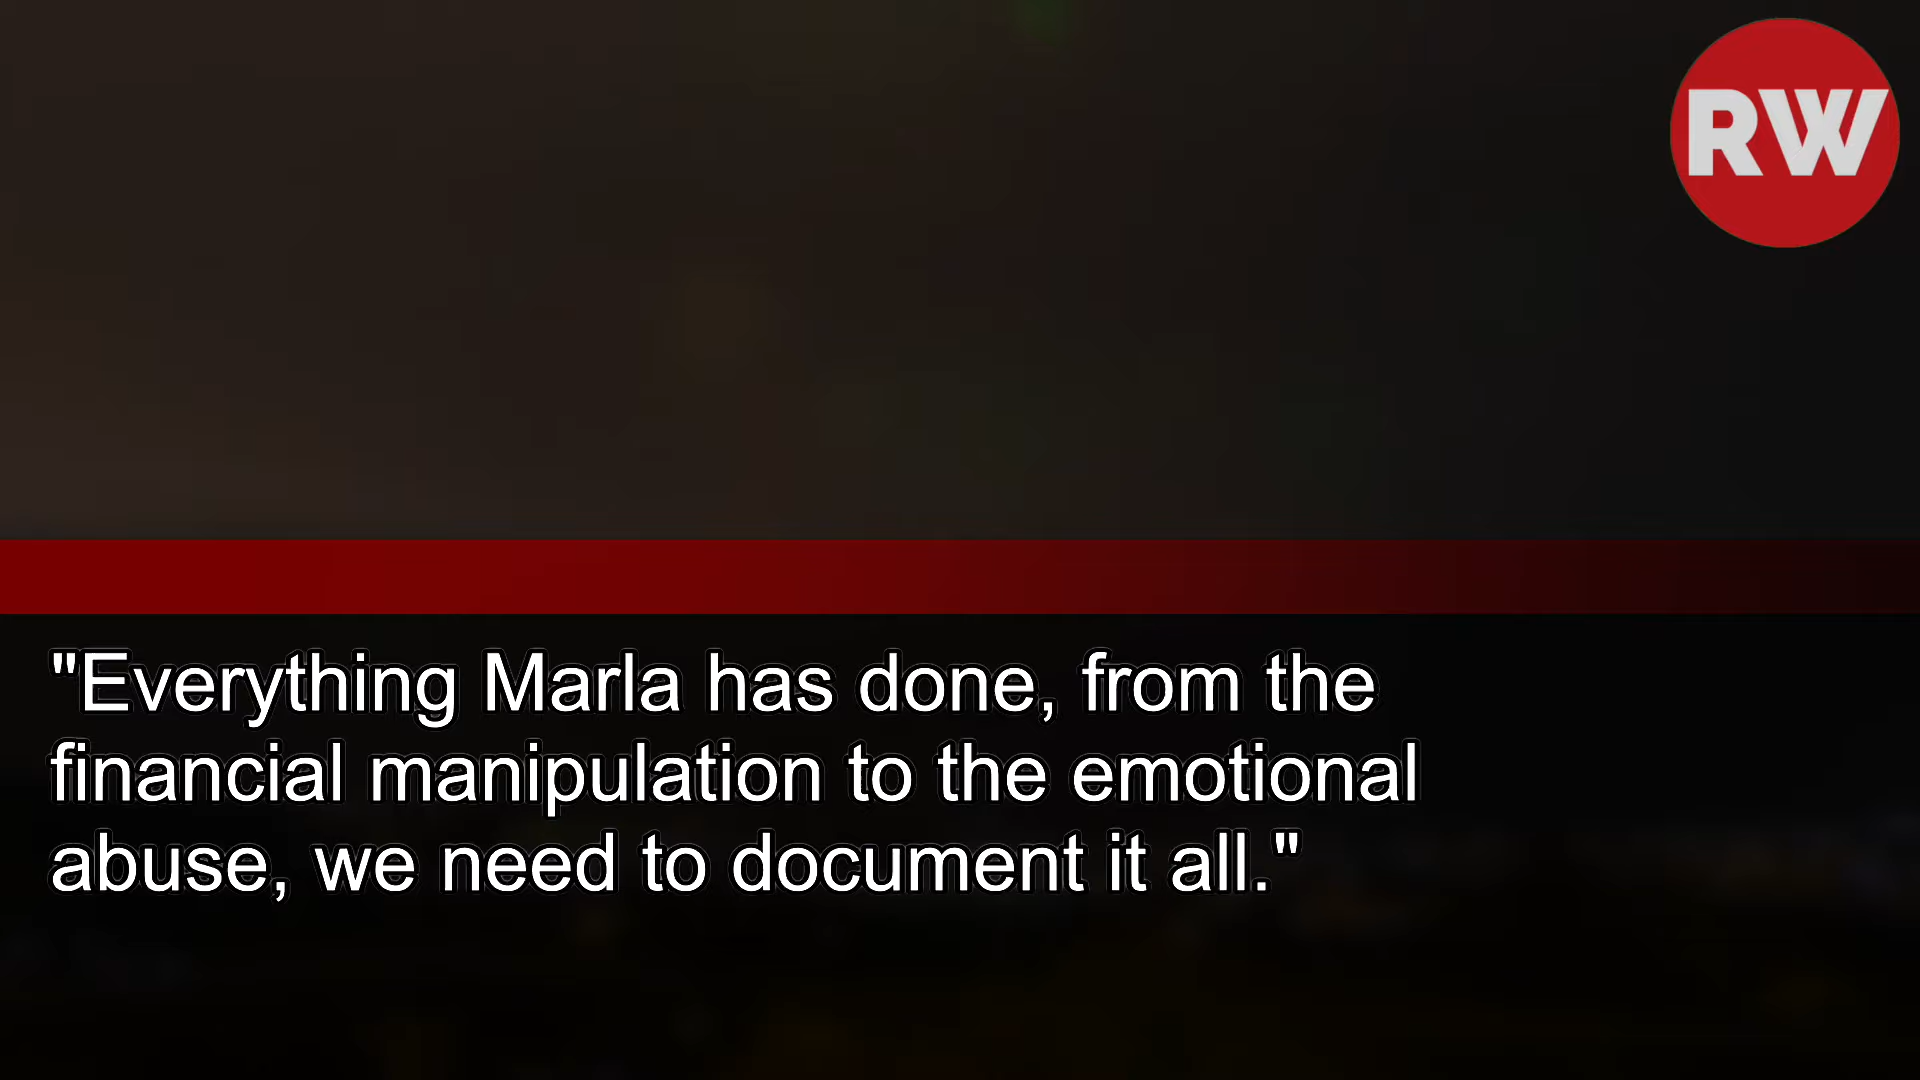 RW
"Everything Marla has done, from the
financial manipulation to the emotional
abuse, we need to document it all."